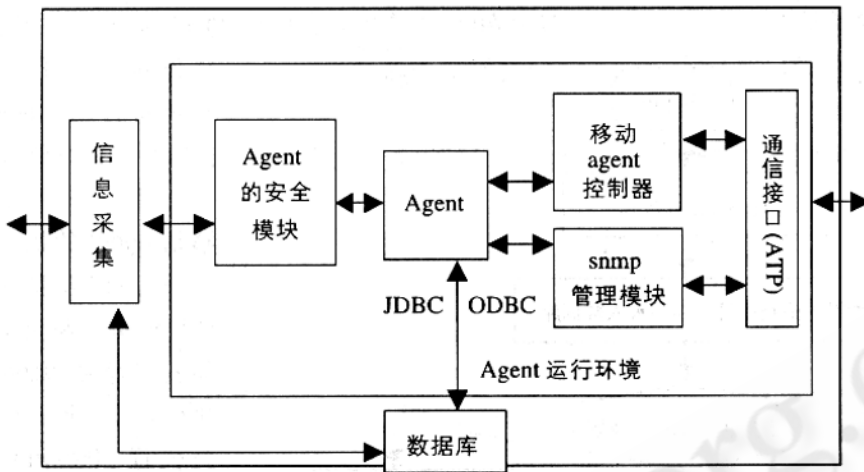 信息采集
Agent
的安全
模块
Agent
移动
agent
控制器
snmp
管理模块
通信接口(ATP)
JDBC
ODBC
Agent 运行环境
数据库